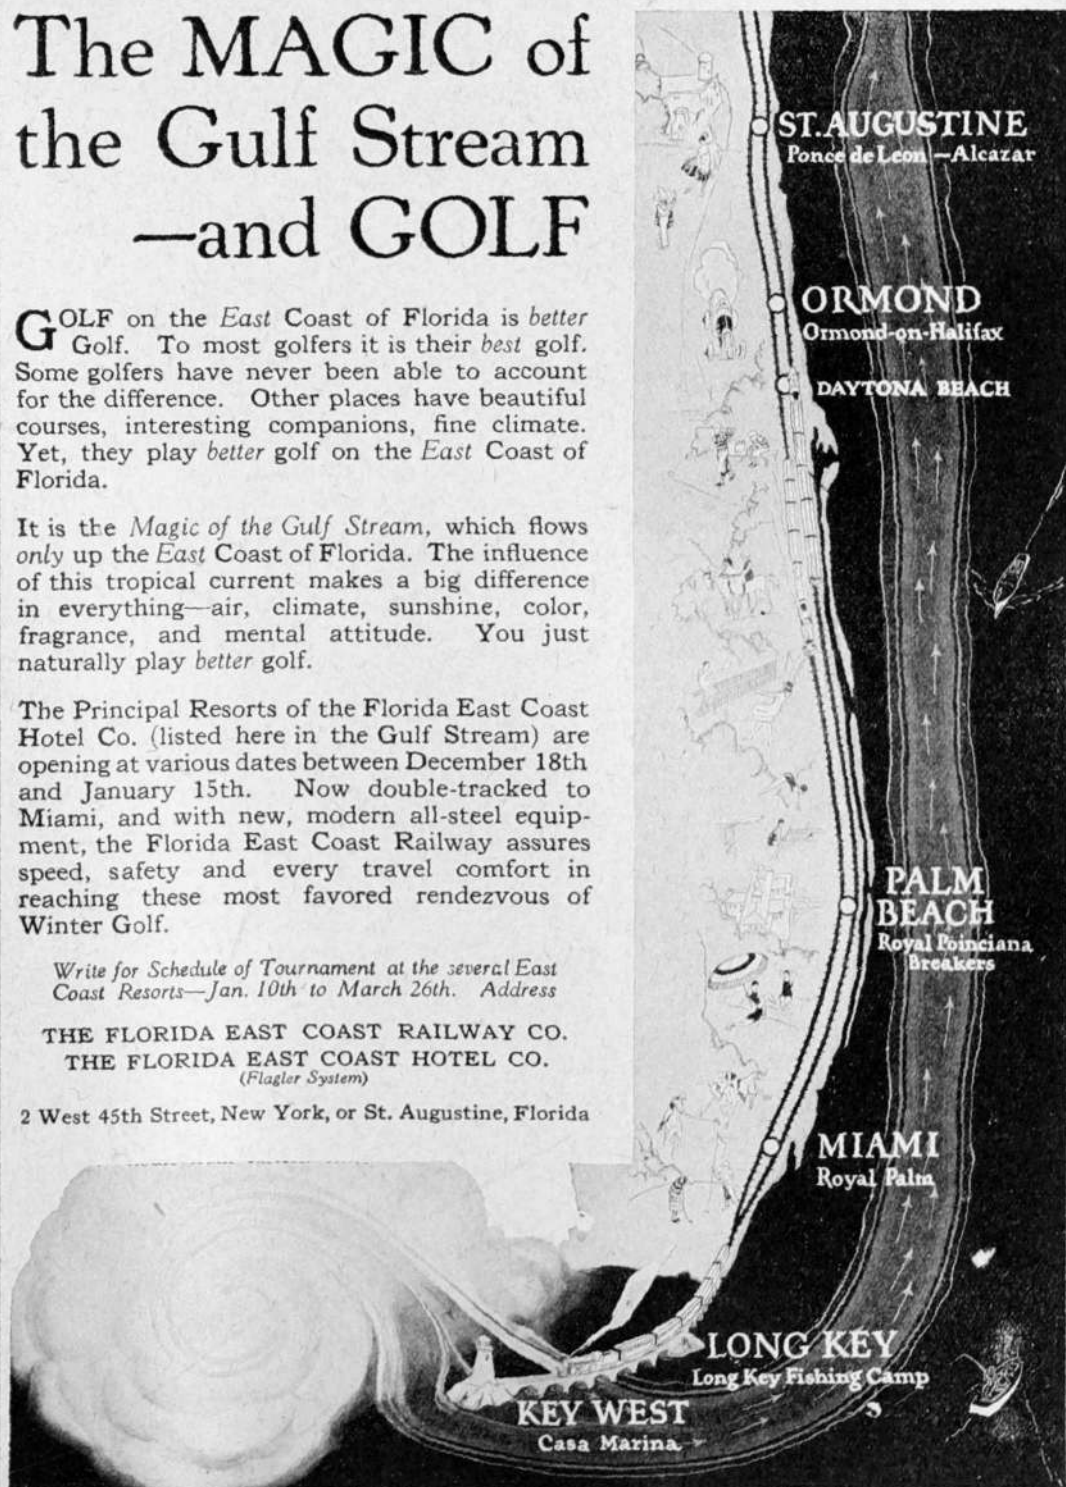 The MAGIC of
the Gulf Stream
—and GOLF
GOLF on the East Coast of Florida is better
Golf. To most golfers it is their best golf.
Some golfers have never been able to account
for the difference. Other places have beautiful
courses, interesting companions, fine climate.
Yet, they play better golf on the East Coast of
Florida.
It is the Magic of the Gulf Stream, which flows
only up the East Coast of Florida. The influence
of this tropical current makes a big difference
in everything—air, climate, sunshine, color,
fragrance, and mental attitude. You just
naturally play better golf.
The Principal Resorts of the Florida East Coast
Hotel Co. (listed here in the Gulf Stream) are
opening at various dates between December 18th
and January 15th. Now double-tracked to
Miami, and with new, modern all-steel equip-
ment, the Florida East Coast Railway assures
speed, safety and every travel comfort in
reaching these most favored rendezvous of
Winter Golf.
Write for Schedule of Tournament at the several East
Coast Resorts—Jan. 10th to March 26th. Address
THE FLORIDA EAST COAST RAILWAY CO.
THE FLORIDA EAST COAST HOTEL CO.
(Flagler System)
2 West 45th Street, New York, or St. Augustine, Florida
ST. AUGUSTINE
Ponce de Leon—Alcazar
ORMOND
Ormond-on-Halifax
DAYTONA BEACH
PALM
BEACH
Royal Poinciana
Breakers
MIAMI
Royal Palm
LONG KEY
Long Key Fishing Camp
KEY WEST
Casa Marina